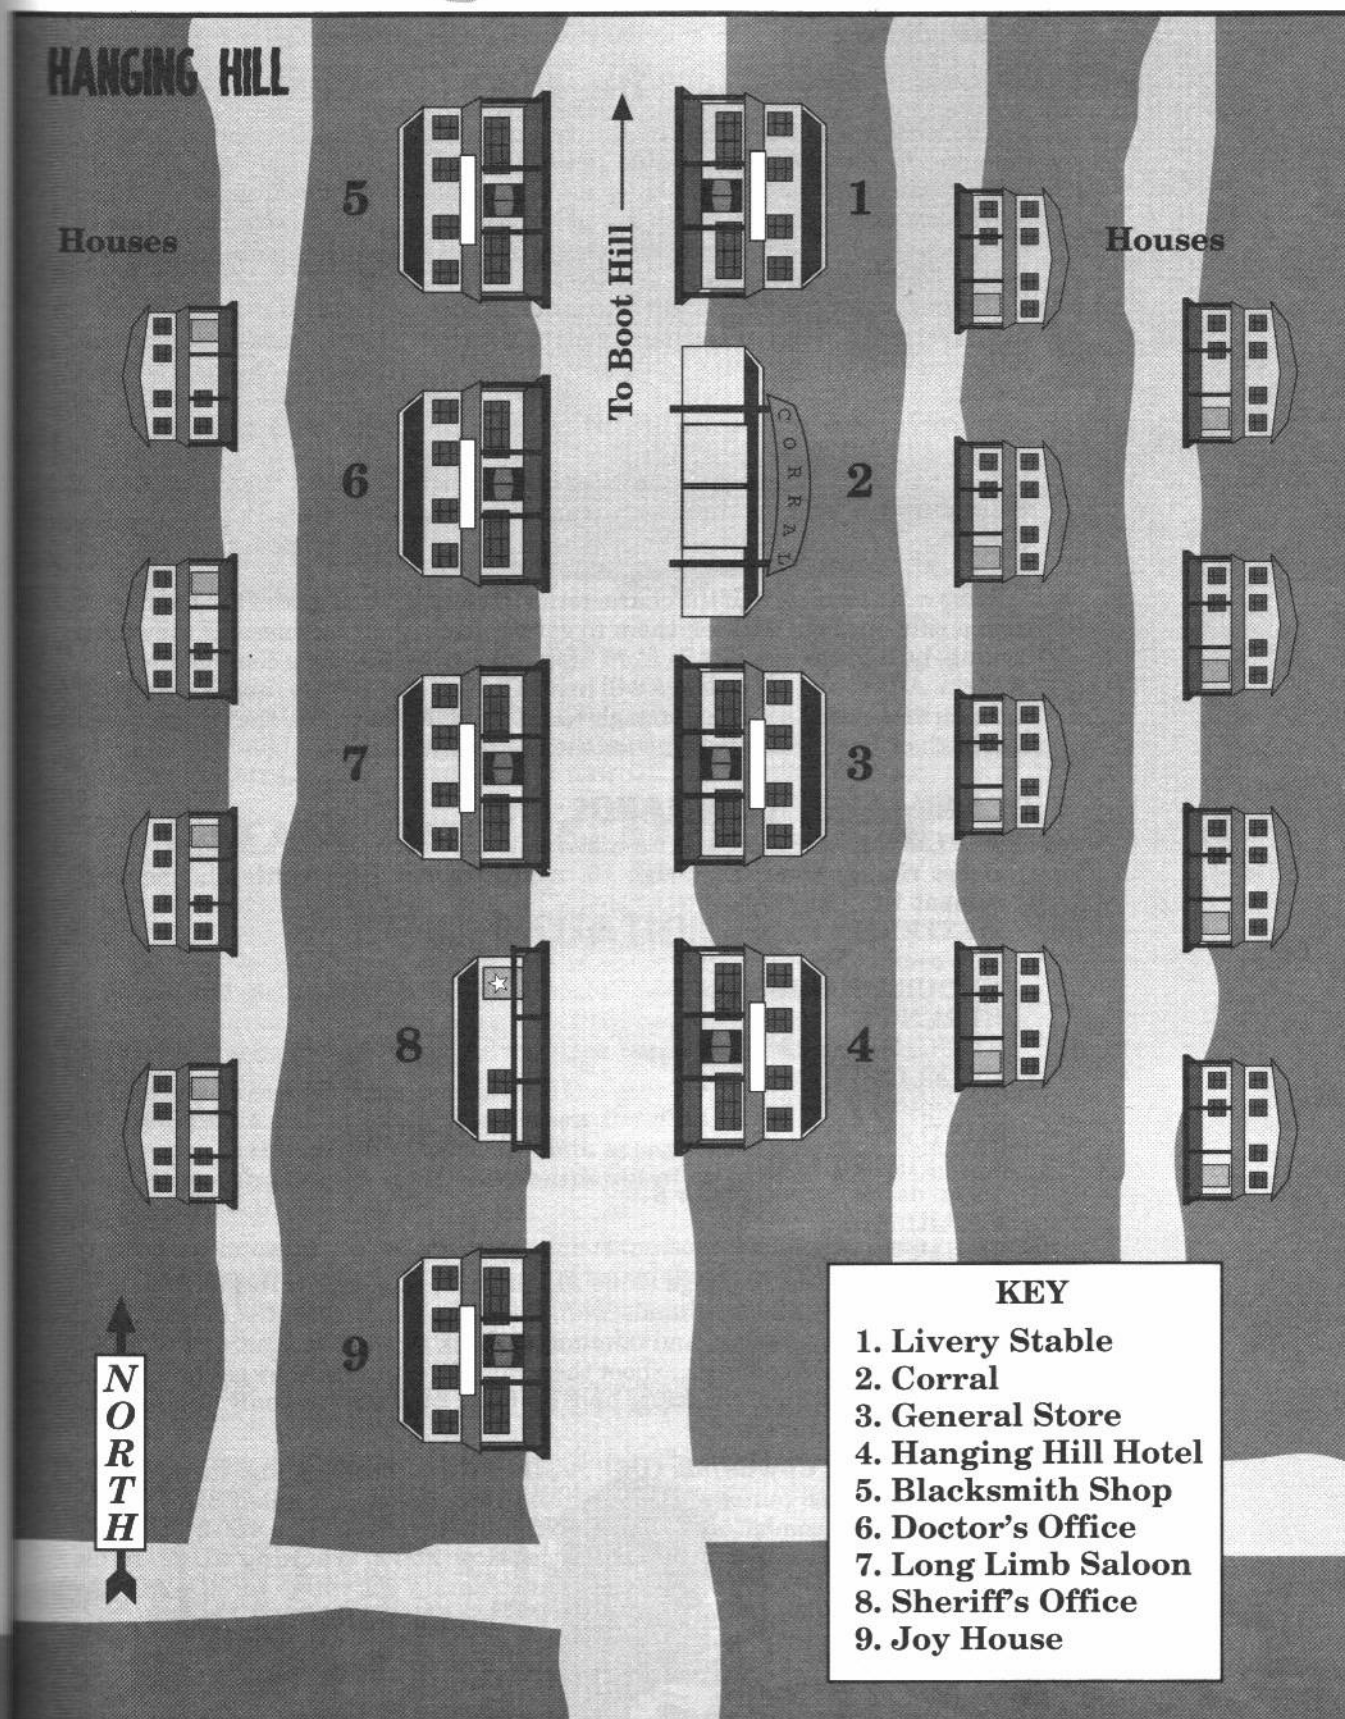 HANGING HILL
Houses
5
1
Houses
To Boot Hill
6
CORRAL
2
7
3
8
4
9
NORTH
KEY
1. Livery Stable
2. Corral
3. General Store
4. Hanging Hill Hotel
5. Blacksmith Shop
6. Doctor's Office
7. Long Limb Saloon
8. Sheriff's Office
9. Joy House